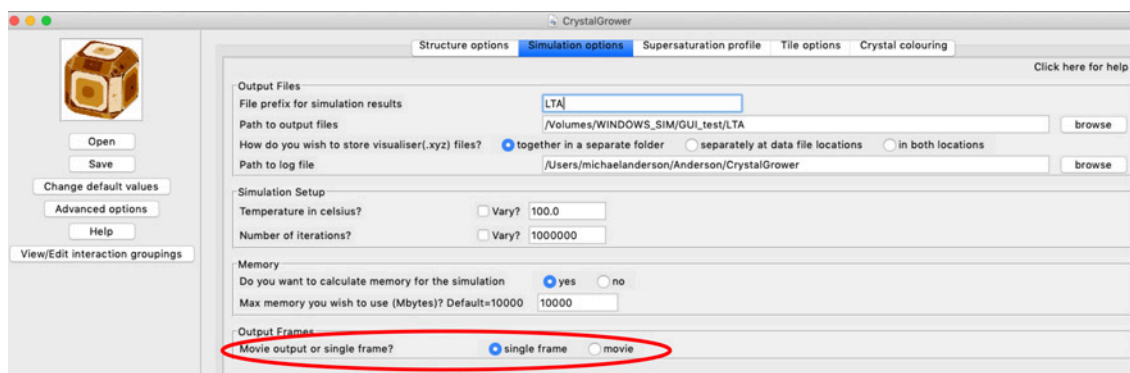 CrystalGrower
Structure options Simulation options Supersaturation profile Tile options Crystal colouring
Click here for help
Output Files
File prefix for simulation results LTA
Path to output files /Volumes/WINDOWS_SIM/GUI_test/LTA browse
How do you wish to store visualiser(.xyz) files? together in a separate folder separately at data file locations in both locations
Path to log file /Users/michaelanderson/Anderson/CrystalGrower browse
Open
Save
Change default values
Advanced options
Help
View/Edit interaction groupings
Simulation Setup
Temperature in celsius? Vary? 100.0
Number of iterations? Vary? 1000000
Memory
Do you want to calculate memory for the simulation yes no
Max memory you wish to use (Mbytes)? Default=10000 10000
Output Frames
Movie output or single frame? single frame movie